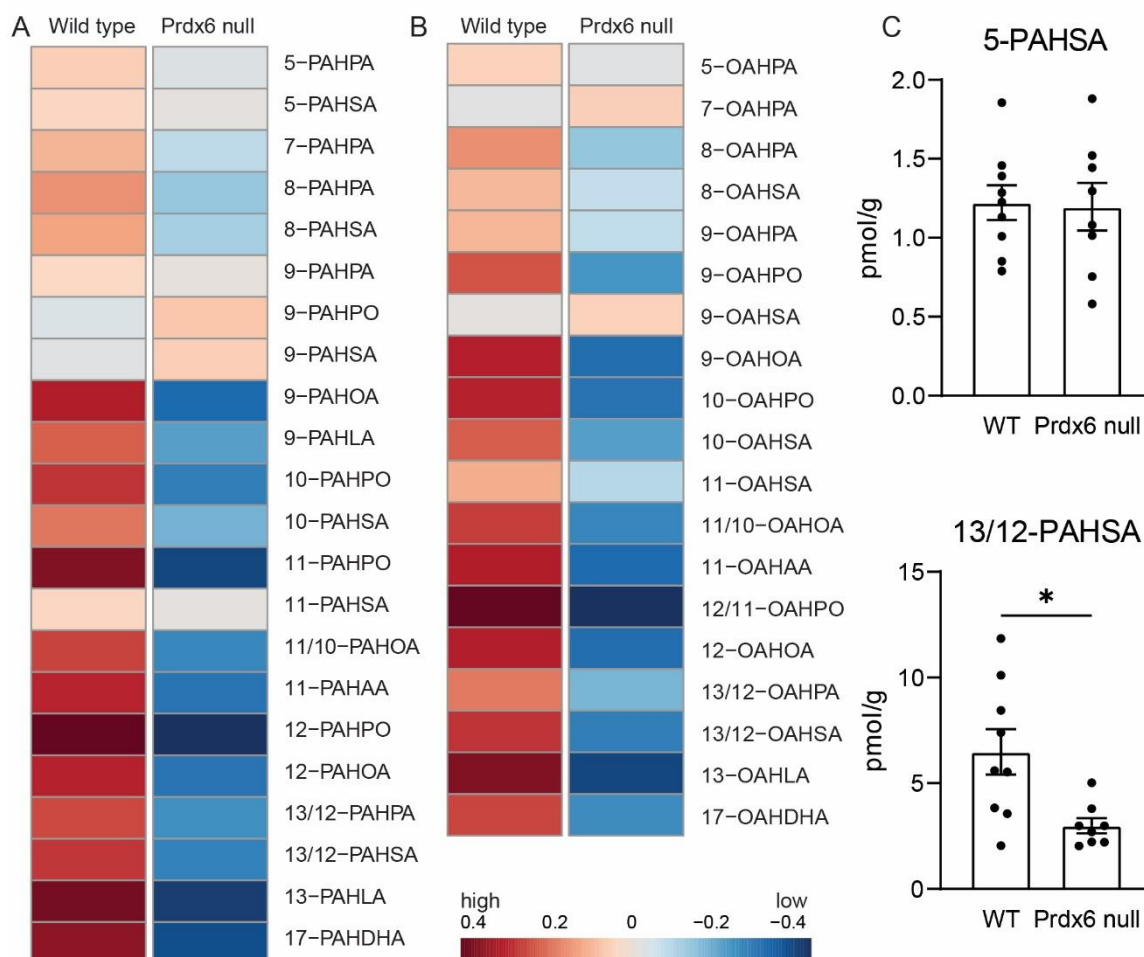 A
Wild type
Prdx6 null
5−PAHPA
5−PAHSA
7−PAHPA
8−PAHPA
8−PAHSA
9−PAHPA
9−PAHPO
9−PAHSA
9−PAHOA
9−PAHLA
10−PAHPO
10−PAHSA
11−PAHPO
11−PAHSA
11/10−PAHOA
11−PAHAA
12−PAHPO
12−PAHOA
13/12−PAHPA
13/12−PAHSA
13−PAHLA
17−PAHDHA
B
Wild type
Prdx6 null
5−OAHPA
7−OAHPA
8−OAHPA
8−OAHSA
9−OAHPA
9−OAHPO
9−OAHSA
9−OAHOA
10−OAHPO
10−OAHSA
11−OAHSA
11/10−OAHOA
11−OAHAA
12/11−OAHPO
12−OAHOA
13/12−OAHPA
13/12−OAHSA
13−OAHLA
17−OAHDHA
high low
0.4 0.2 0 −0.2 −0.4
C
5-PAHSA
2.0
1.5
1.0
0.5
0.0
pmol/g
WT Prdx6 null
13/12-PAHSA
15
10
5
0
pmol/g
*
WT Prdx6 null